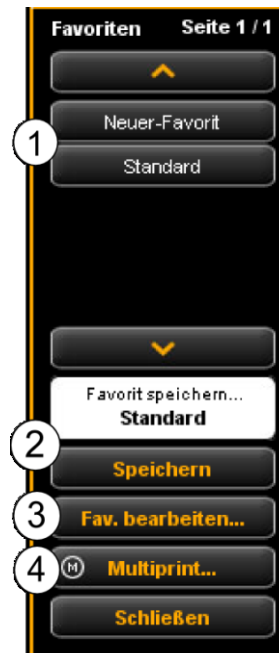 Favoriten Seite 1 / 1
1
Neuer-Favorit
Standard
Favorit speichern...
Standard
2
Speichern
3 Fav. bearbeiten...
4 M Multiprint...
Schließen